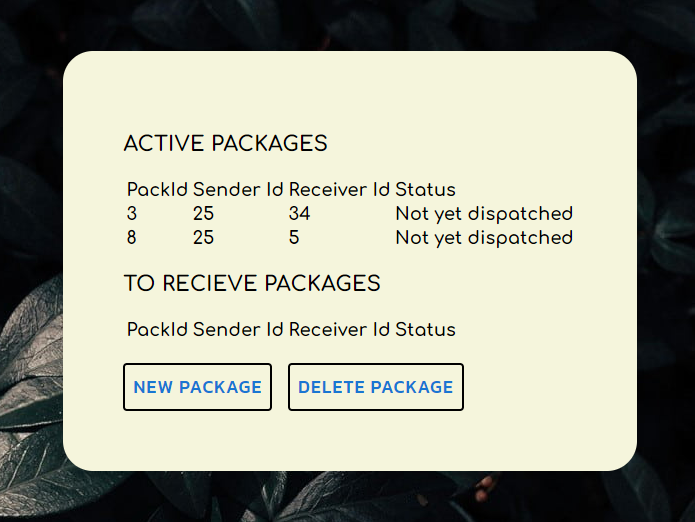 ACTIVE PACKAGES
PackId Sender Id Receiver Id Status
3 25 34 Not yet dispatched
8 25 5 Not yet dispatched
TO RECIEVE PACKAGES
PackId Sender Id Receiver Id Status
NEW PACKAGE DELETE PACKAGE